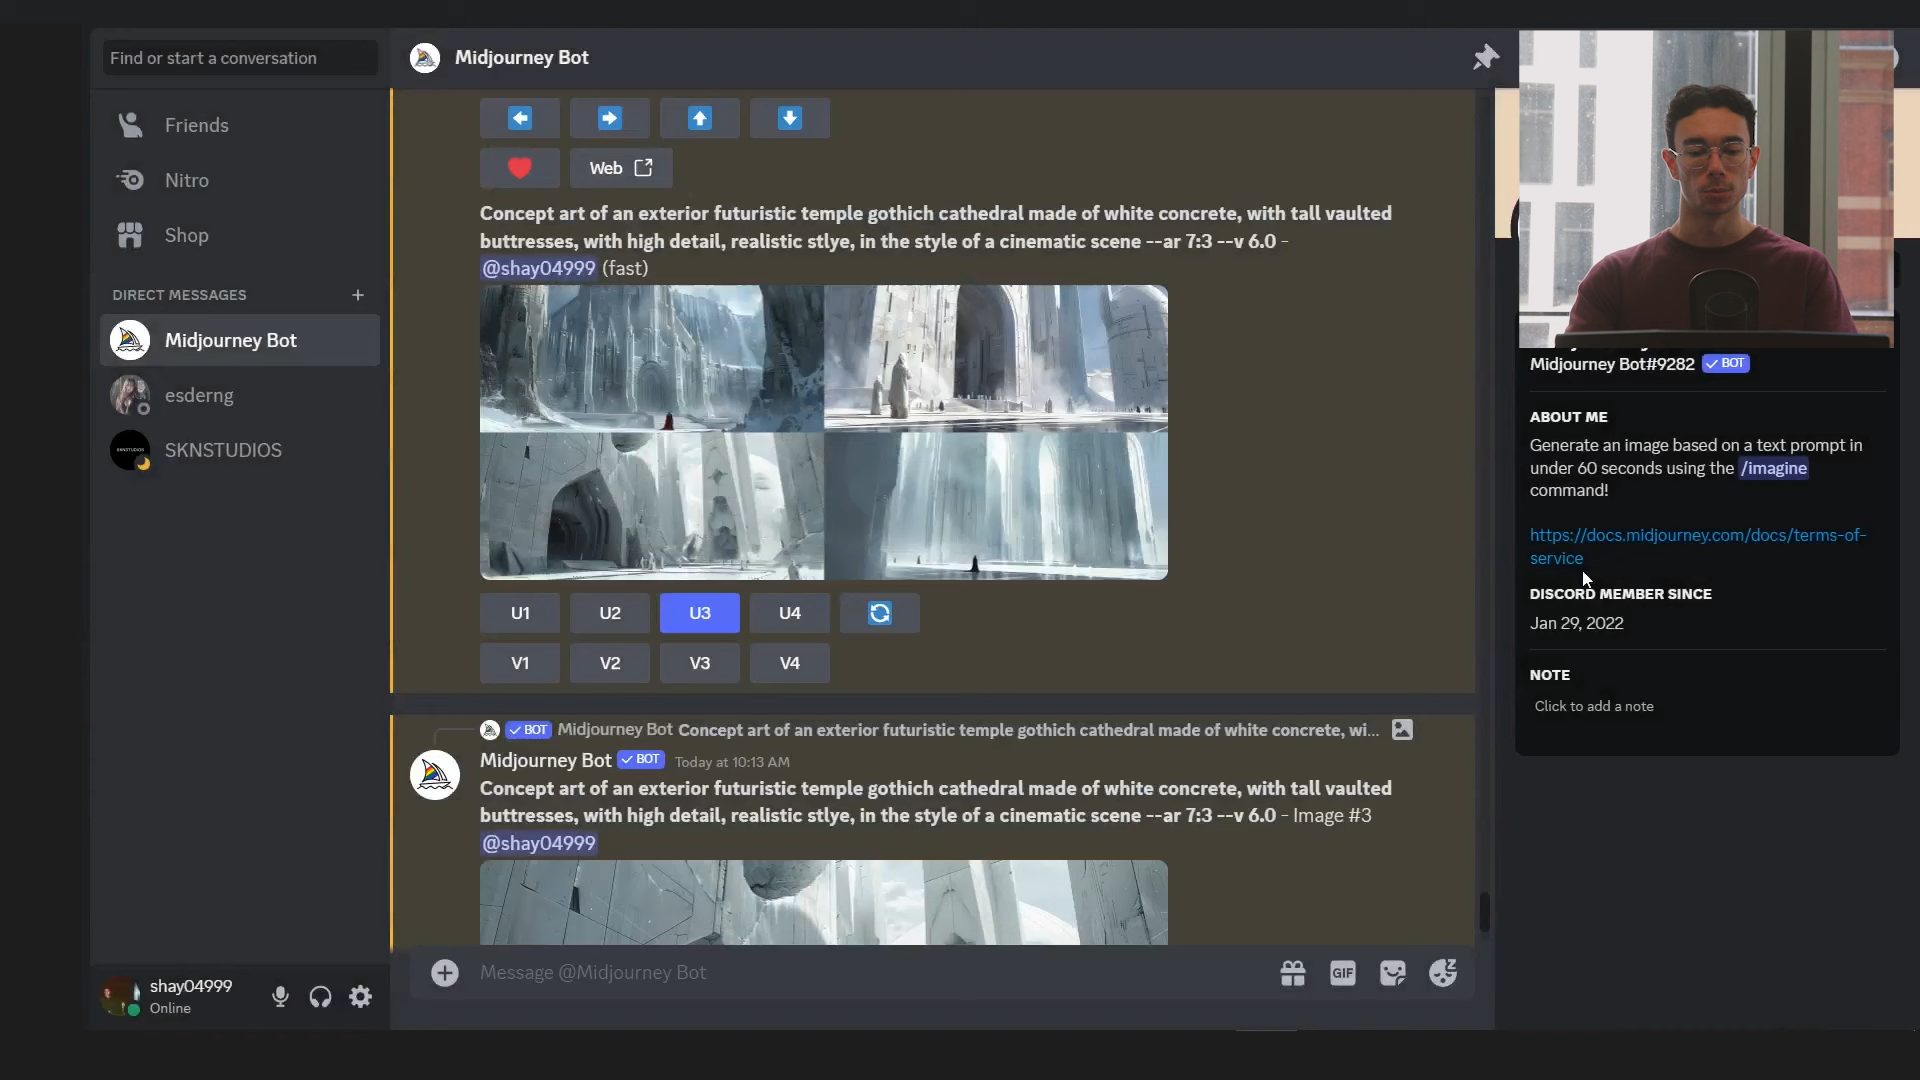 Find or start a conversation
Friends
Nitro
Shop
DIRECT MESSAGES
Midjourney Bot
esderng
SKNSTUDIOS
shay04999
Online
Midjourney Bot
Web
Concept art of an exterior futuristic temple gothich cathedral made of white concrete, with tall vaulted
buttresses, with high detail, realistic stlye, in the style of a cinematic scene --ar 7:3 --v 6.0 -
@shay04999 (fast)
U1 U2 U3 U4
V1 V2 V3 V4
BOT Midjourney Bot Concept art of an exterior futuristic temple gothich cathedral made of white concrete, wi...
Midjourney Bot BOT Today at 10:13 AM
Concept art of an exterior futuristic temple gothich cathedral made of white concrete, with tall vaulted
buttresses, with high detail, realistic stlye, in the style of a cinematic scene --ar 7:3 --v 6.0 - Image #3
@shay04999
Message @Midjourney Bot
GIF
Midjourney Bot#9282 BOT
ABOUT ME
Generate an image based on a text prompt in
under 60 seconds using the /imagine
command!
https://docs.midjourney.com/docs/terms-of-
service
DISCORD MEMBER SINCE
Jan 29, 2022
NOTE
Click to add a note